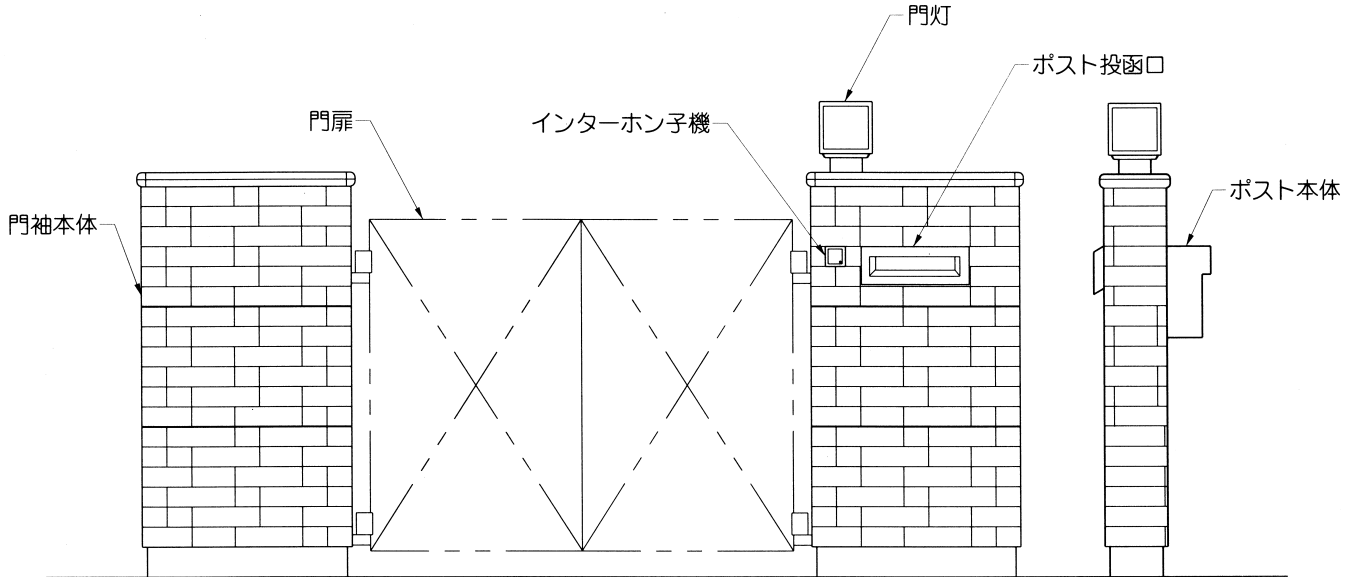 門灯
ポスト投函口
門扉
インターホン子機
ポスト本体
門袖本体